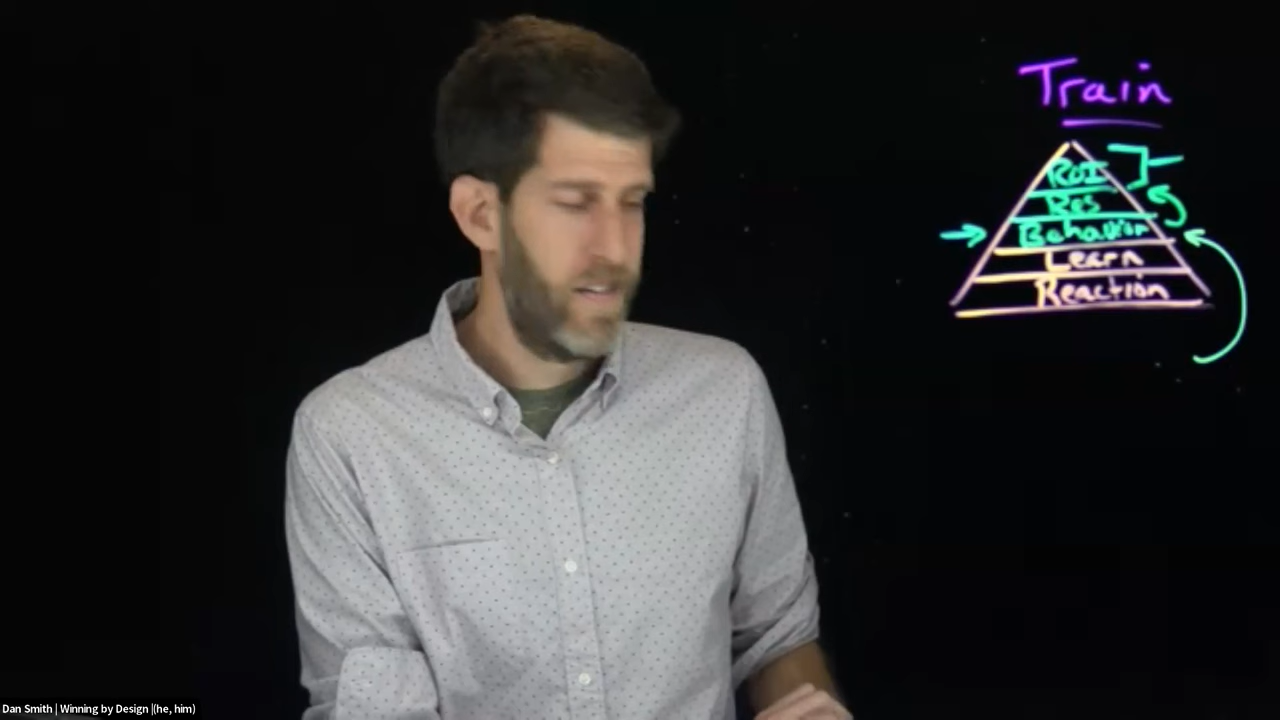 Train
ROI
Res
Behavior
Learn
Reaction
Dan Smith | Winning by Design |(he, him)